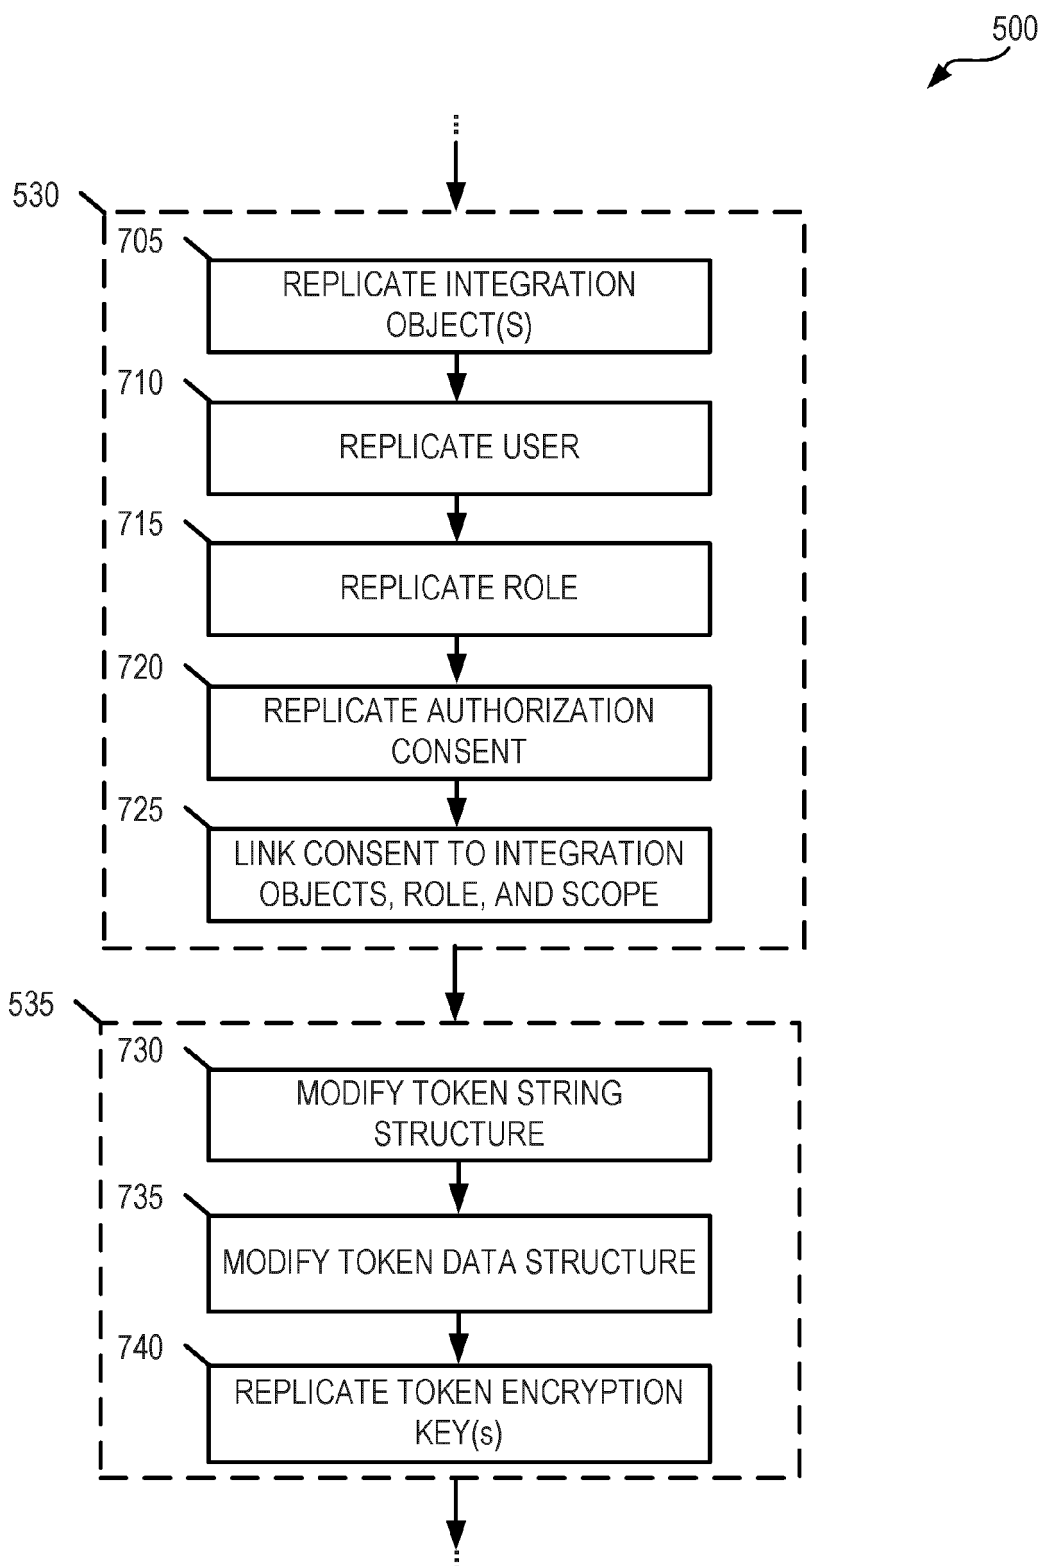 500
530
705
REPLICATE INTEGRATION
OBJECT(S)
710
REPLICATE USER
715
REPLICATE ROLE
720
REPLICATE AUTHORIZATION
CONSENT
725
LINK CONSENT TO INTEGRATION
OBJECTS, ROLE, AND SCOPE
535
730
MODIFY TOKEN STRING
STRUCTURE
735
MODIFY TOKEN DATA STRUCTURE
740
REPLICATE TOKEN ENCRYPTION
KEY(s)